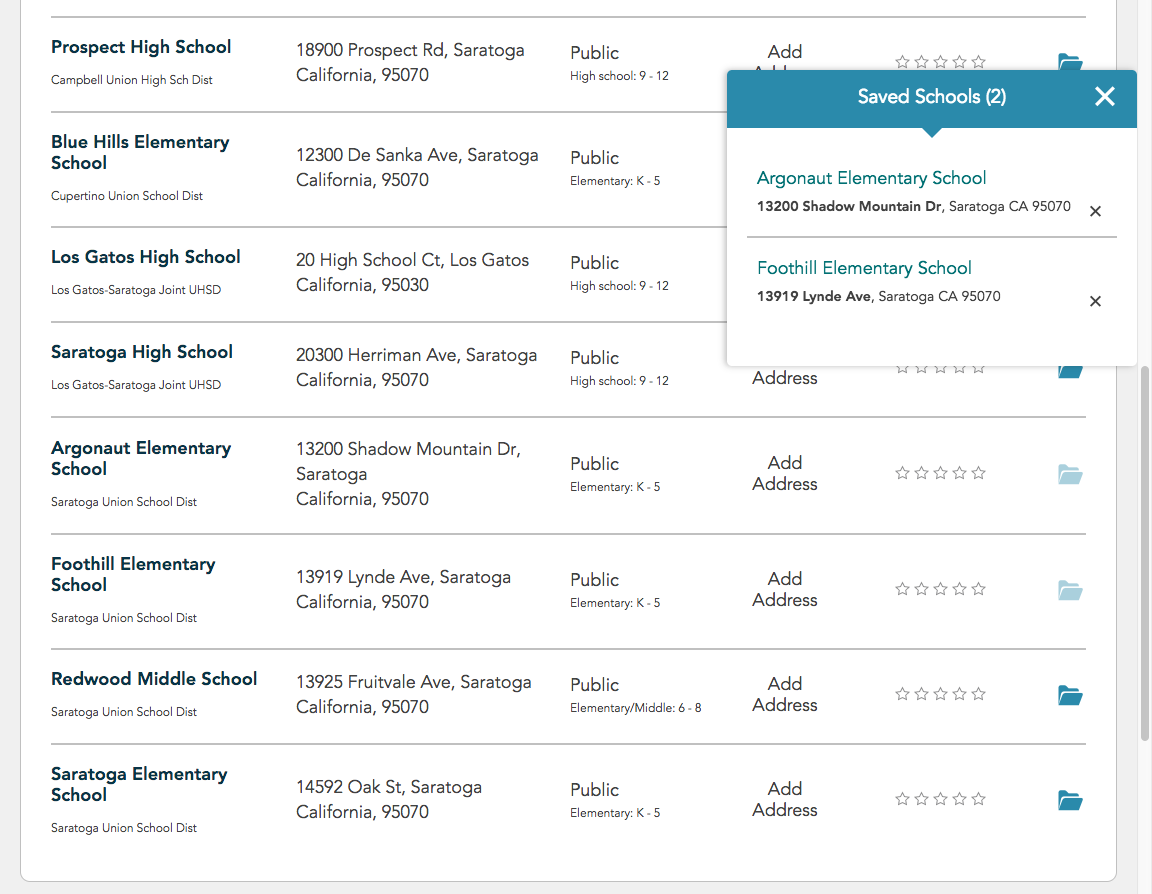 Prospect High School
Campbell Union High Sch Dist
18900 Prospect Rd, Saratoga
California, 95070
Public
High school: 9 - 12
Add
Saved Schools (2)
Argonaut Elementary School
13200 Shadow Mountain Dr, Saratoga CA 95070
Foothill Elementary School
13919 Lynde Ave, Saratoga CA 95070
Blue Hills Elementary
School
Cupertino Union School Dist
12300 De Sanka Ave, Saratoga
California, 95070
Public
Elementary: K - 5
Los Gatos High School
Los Gatos-Saratoga Joint UHSD
20 High School Ct, Los Gatos
California, 95030
Public
High school: 9 - 12
Saratoga High School
Los Gatos-Saratoga Joint UHSD
20300 Herriman Ave, Saratoga
California, 95070
Public
High school: 9 - 12
Address
Argonaut Elementary
School
Saratoga Union School Dist
13200 Shadow Mountain Dr,
Saratoga
California, 95070
Public
Elementary: K - 5
Add
Address
Foothill Elementary
School
Saratoga Union School Dist
13919 Lynde Ave, Saratoga
California, 95070
Public
Elementary: K - 5
Add
Address
Redwood Middle School
Saratoga Union School Dist
13925 Fruitvale Ave, Saratoga
California, 95070
Public
Elementary/Middle: 6 - 8
Add
Address
Saratoga Elementary
School
Saratoga Union School Dist
14592 Oak St, Saratoga
California, 95070
Public
Elementary: K - 5
Add
Address